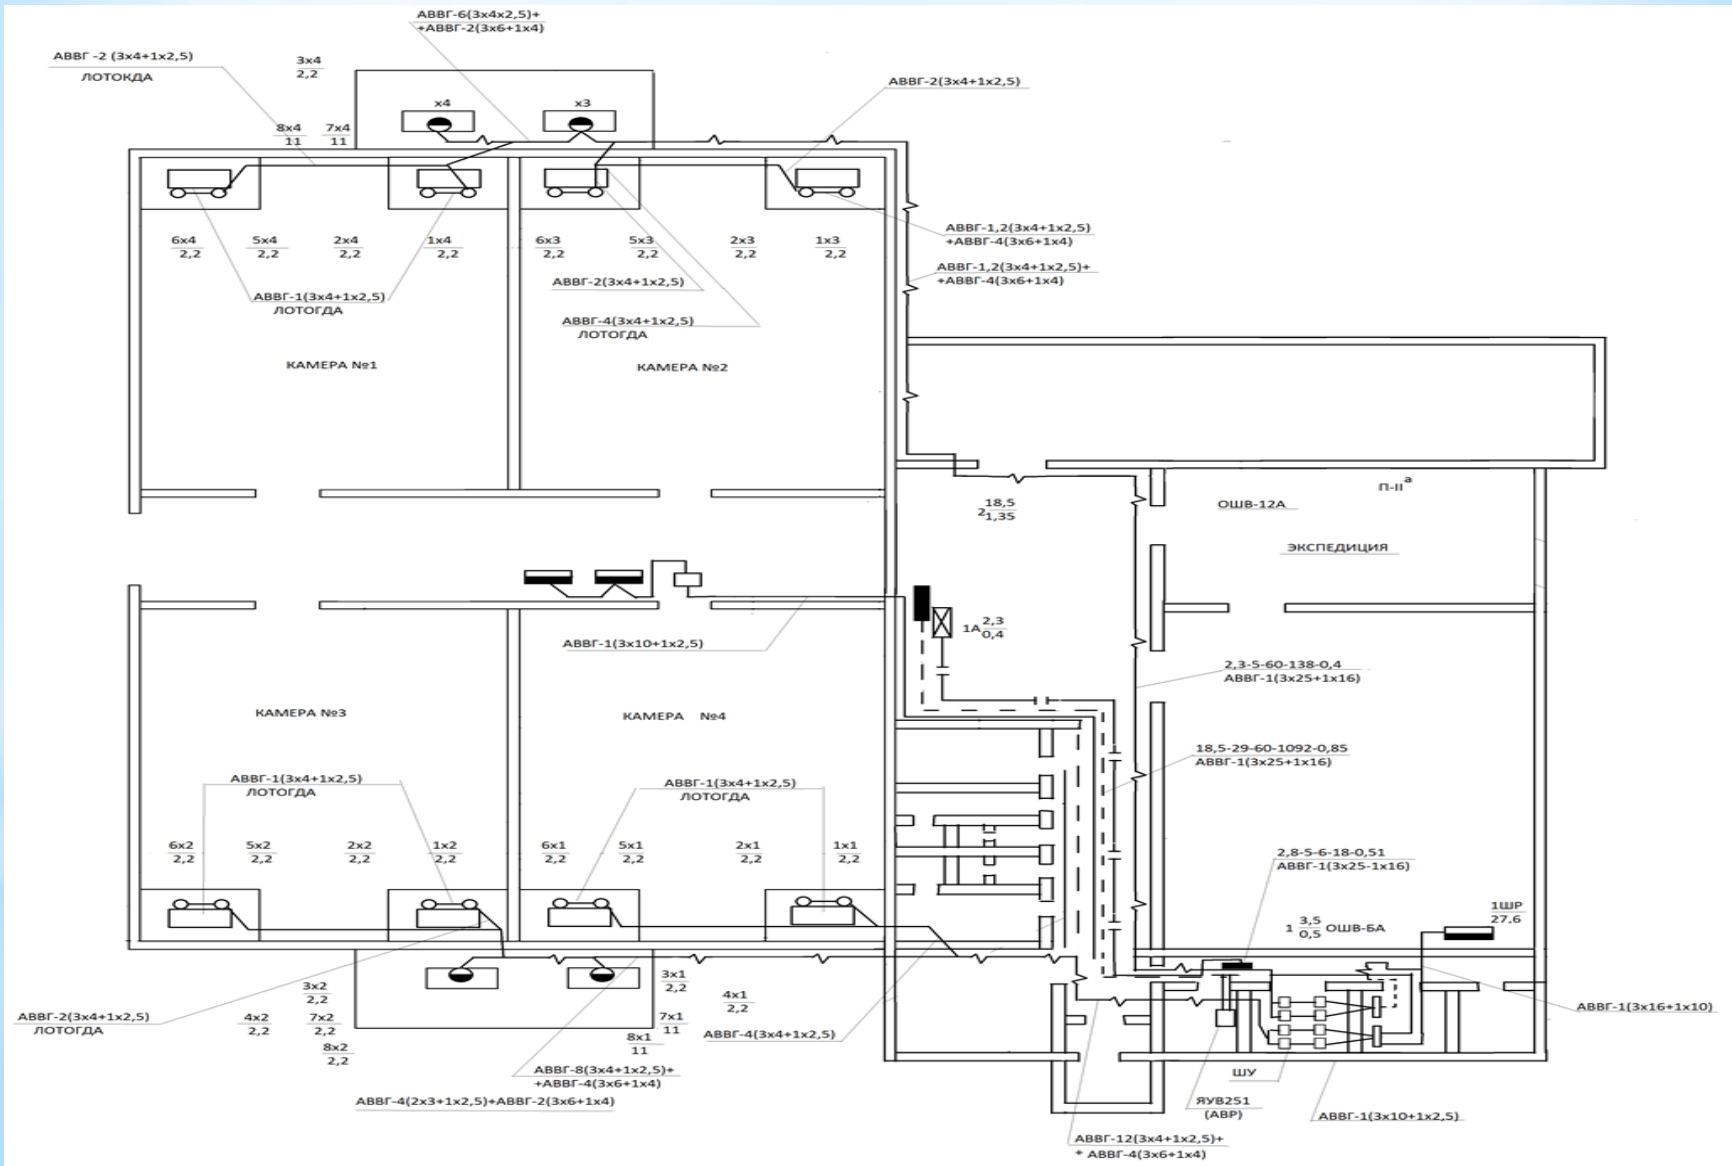 АВВГ-6(3х4х2,5)+
+АВВГ-2(3х6+1х4)
АВВГ -2 (3х4+1х2,5)
ЛОТОКДА
3х4
2,2
АВВГ-2(3х4+1х2,5)
х4
х3
8х4
11
7х4
11
6х4
2,2
5х4
2,2
2х4
2,2
1х4
2,2
6х3
2,2
5х3
2,2
2х3
2,2
1х3
2,2
АВВГ-1,2(3х4+1х2,5)
+АВВГ-4(3х6+1х4)
АВВГ-1,2(3х4+1х2,5)+
+АВВГ-4(3х6+1х4)
АВВГ-1(3х4+1х2,5)
ЛОТОГДА
АВВГ-2(3х4+1х2,5)
АВВГ-4(3х4+1х2,5)
ЛОТОГДА
КАМЕРА №1
КАМЕРА №2
П-II а
ОШВ-12А
2 18,5
1,35
ЭКСПЕДИЦИЯ
1А 2,3
0,4
АВВГ-1(3х10+1х2,5)
2,3-5-60-138-0,4
АВВГ-1(3х25+1х16)
КАМЕРА №3
КАМЕРА №4
18,5-29-60-1092-0,85
АВВГ-1(3х25+1х16)
АВВГ-1(3х4+1х2,5)
ЛОТОГДА
АВВГ-1(3х4+1х2,5)
ЛОТОГДА
6х2
2,2
5х2
2,2
2х2
2,2
1х2
2,2
6х1
2,2
5х1
2,2
2х1
2,2
1х1
2,2
2,8-5-6-18-0,51
АВВГ-1(3х25-1х16)
1ШР
27,6
1 3,5
0,5 ОШВ-БА
3х2
2,2
3х1
2,2
4х1
2,2
АВВГ-2(3х4+1х2,5)
ЛОТОГДА
4х2
2,2
7х2
2,2
8х2
2,2
7х1
11
8х1
11
АВВГ-4(3х4+1х2,5)
АВВГ-1(3х16+1х10)
АВВГ-8(3х4+1х2,5)+
+АВВГ-4(3х6+1х4)
АВВГ-4(2х3+1х2,5)+АВВГ-2(3х6+1х4)
ШУ
ЯУВ251
(АВР)
АВВГ-1(3х10+1х2,5)
АВВГ-12(3х4+1х2,5)+
+ АВВГ-4(3х6+1х4)